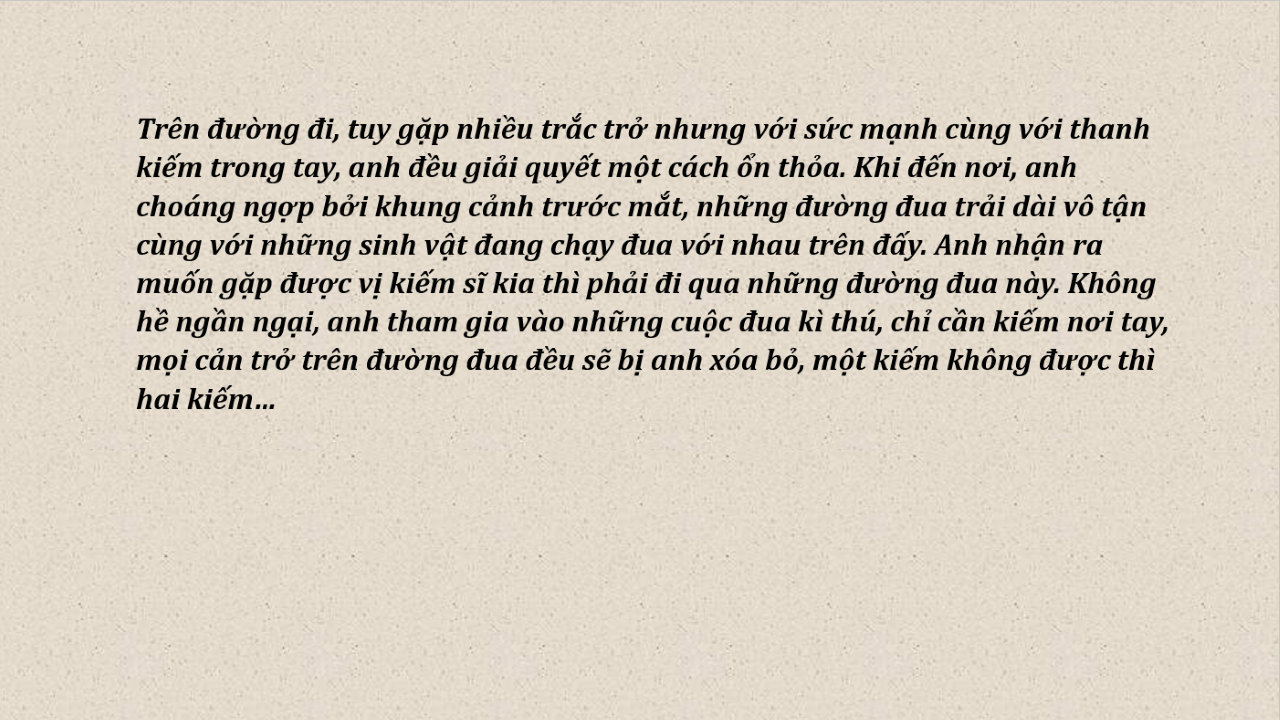 Trên đường đi, tuy gặp nhiều trắc trở nhưng với sức mạnh cùng với thanh
kiếm trong tay, anh đều giải quyết một cách ổn thỏa. Khi đến nơi, anh
choáng ngợp bởi khung cảnh trước mắt, những đường đua trải dài vô tận
cùng với những sinh vật đang chạy đua với nhau trên đấy. Anh nhận ra
muốn gặp được vị kiếm sĩ kia thì phải đi qua những đường đua này. Không
hề ngần ngại, anh tham gia vào những cuộc đua kì thú, chỉ cần kiếm nơi tay,
mọi cản trở trên đường đua đều sẽ bị anh xóa bỏ, một kiếm không được thì
hai kiếm...